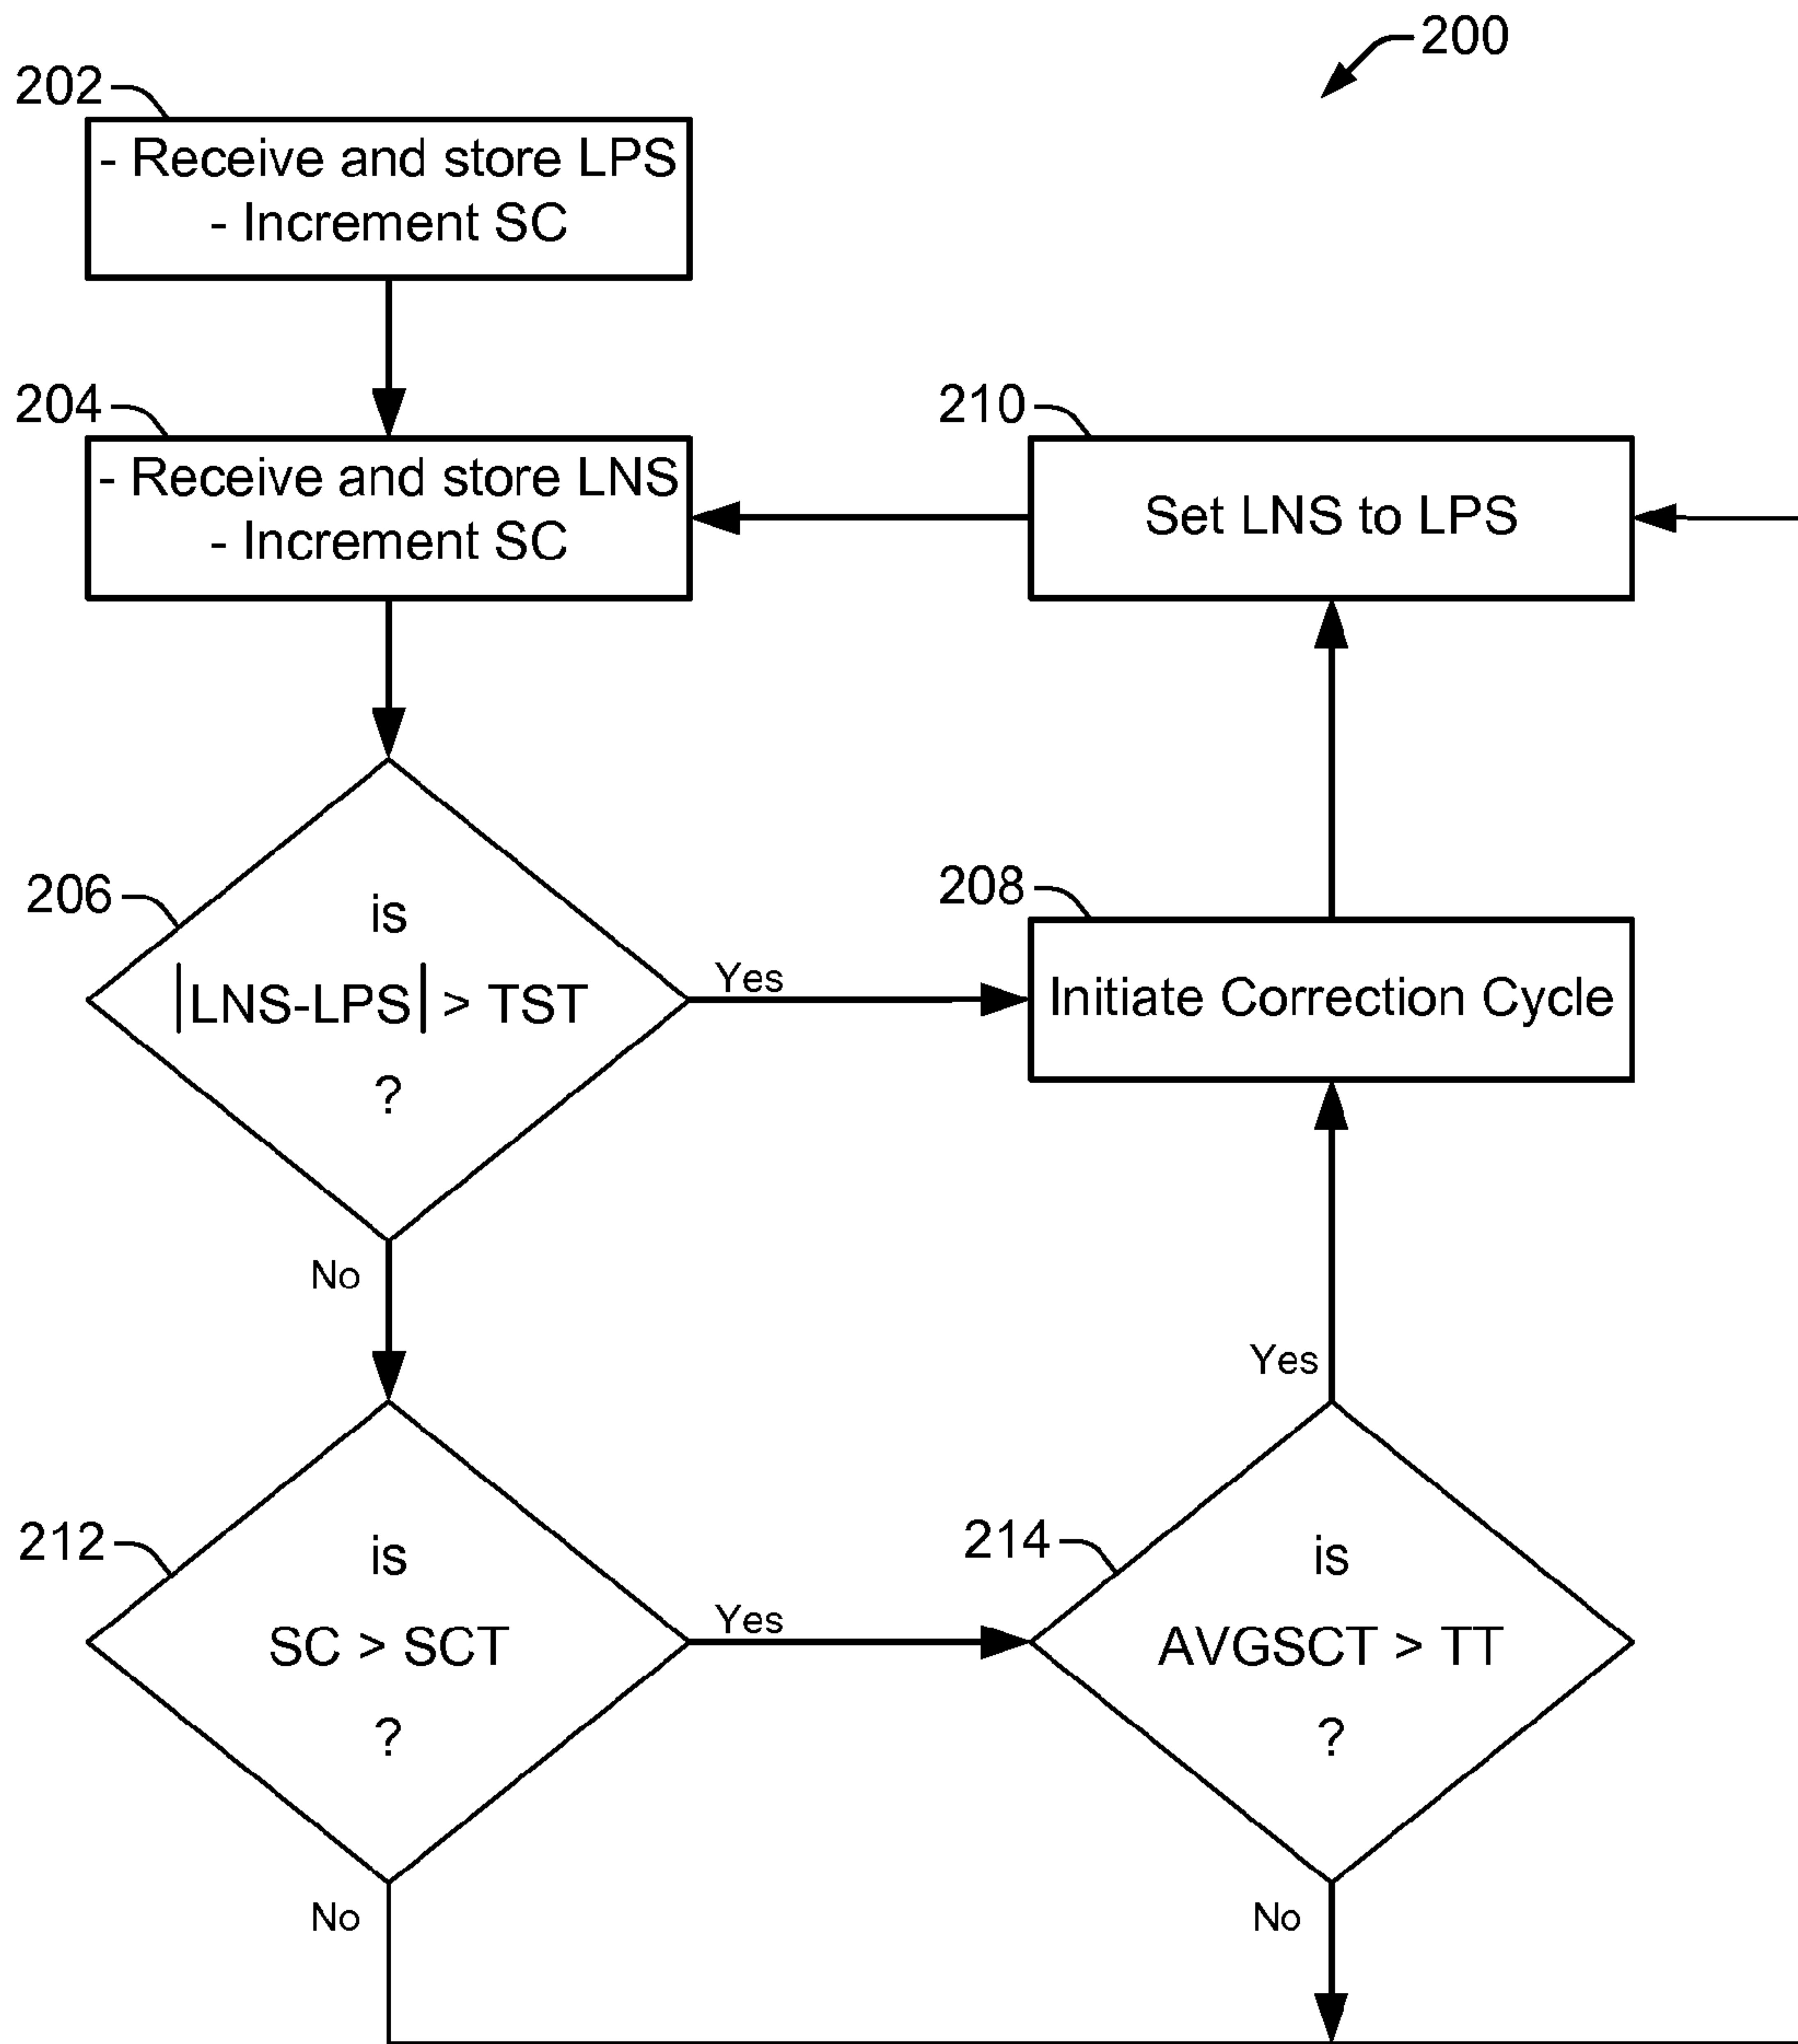 200
202
- Receive and store LPS
- Increment SC
204
- Receive and store LNS
- Increment SC
210
Set LNS to LPS
206
is
|LNS-LPS| > TST
?
Yes
208
Initiate Correction Cycle
No
212
is
SC > SCT
?
Yes
No
214
is
AVGSCT > TT
?
Yes
No